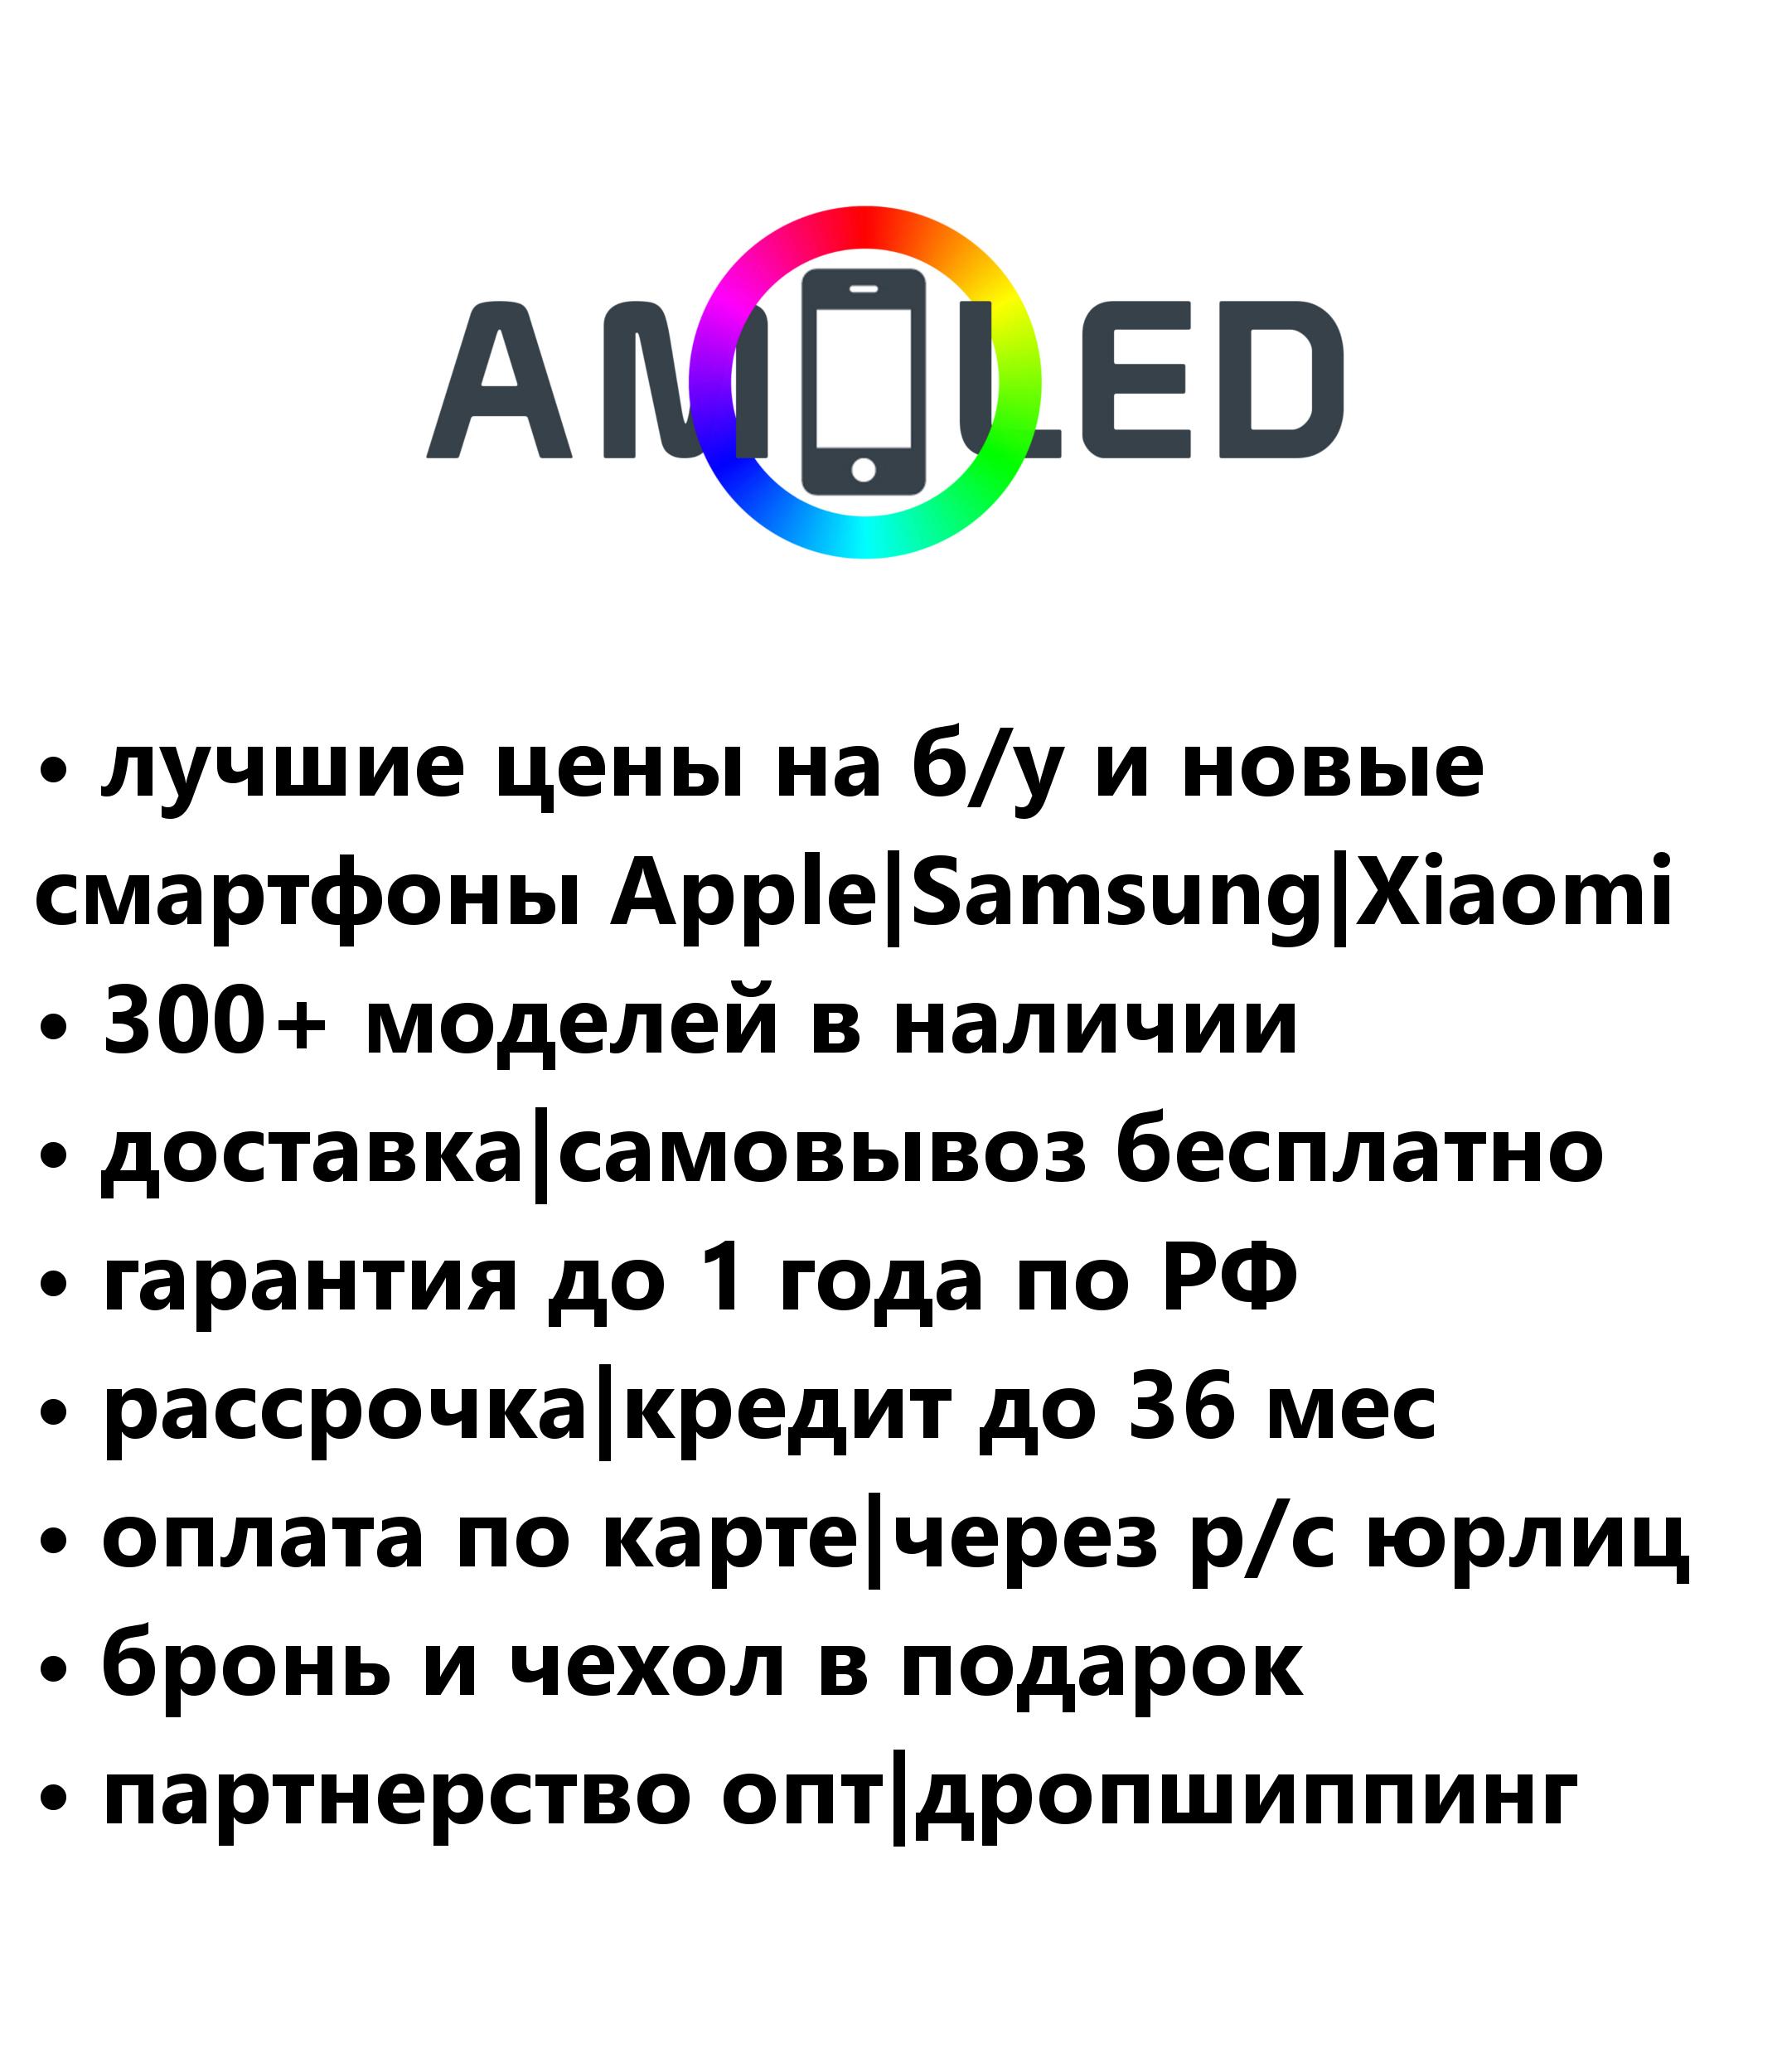 AMOLED
• лучшие цены на б/у и новые
смартфоны Apple|Samsung|Xiaomi
• 300+ моделей в наличии
• доставка|самовывоз бесплатно
• гарантия до 1 года по РФ
• рассрочка|кредит до 36 мес
• оплата по карте|через р/с юрлиц
• бронь и чехол в подарок
• партнерство опт|дропшиппинг